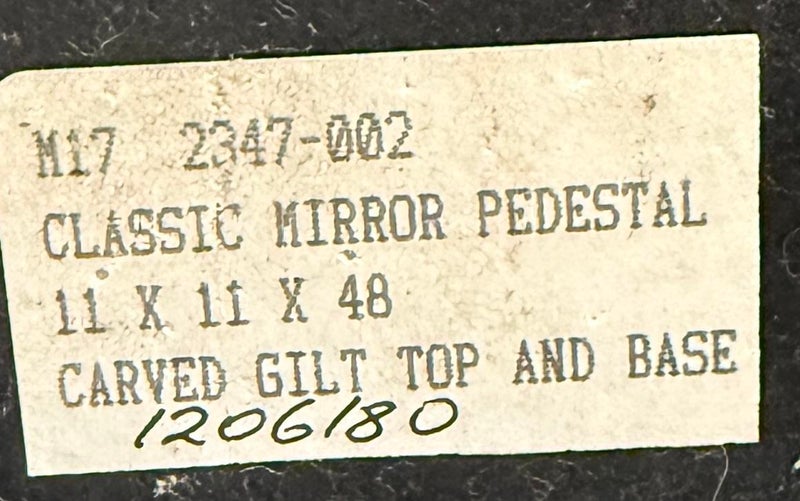 M17 2347-002
CLASSIC MIRROR PEDESTAL
11 X 11 X 48
CARVED GILT TOP AND BASE
1206180